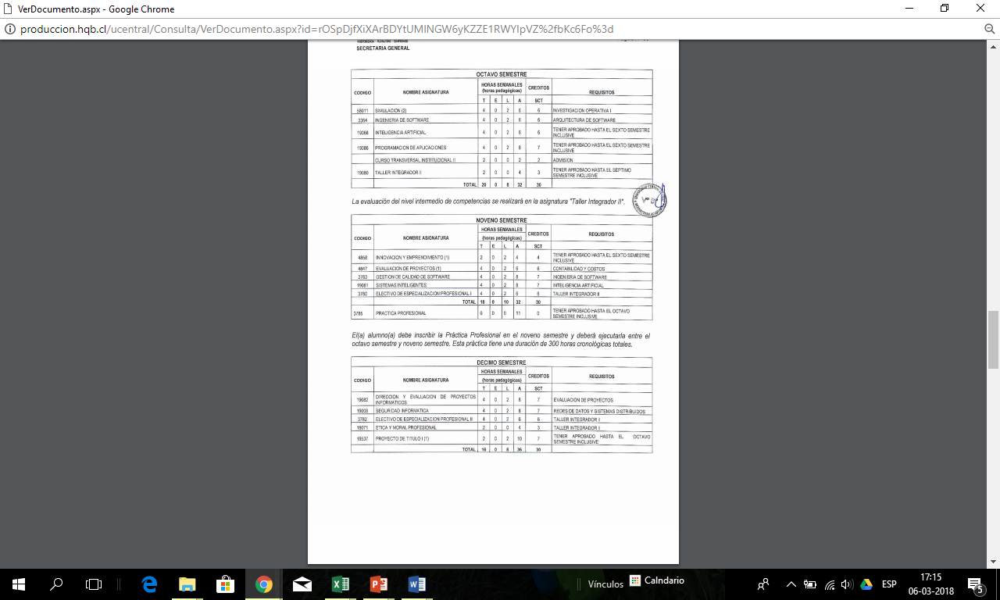 VerDocumento.aspx - Google Chrome
produccion.hqb.cl/ucentral/Consulta/VerDocumento.aspx?id=rOSpDjfXiXArBDYtUMINGW6yKZZE1RWYIpVZ%2fbKc6Fo%3d
SECRETARIA GENERAL
OCTAVO SEMESTRE
CODIGO NOMBRE ASIGNATURA HORAS SEMANALES (horas pedagógicas) CREDITOS REQUISITOS
T E L A SCT
58011 SIMULACION (2) 4 0 2 6 6 INVESTIGACION OPERATIVA I
3364 INGENIERIA DE SOFTWARE 4 0 2 6 6 ARQUITECTURA DE SOFTWARE
19068 INTELIGENCIA ARTIFICIAL 4 0 2 6 6 TENER APROBADO HASTA EL SEXTO SEMESTRE INCLUSIVE
19086 PROGRAMACION DE APLICACIONES 4 0 2 8 7 TENER APROBADO HASTA EL SEXTO SEMESTRE INCLUSIVE
CURSO TRANSVERSAL INSTITUCIONAL II 2 0 0 2 2 ADMISION
19080 TALLER INTEGRADOR II 2 0 0 4 3 TENER APROBADO HASTA EL SEPTIMO SEMESTRE INCLUSIVE
TOTAL 20 0 8 32 30
La evaluación del nivel intermedio de competencias se realizará en la asignatura "Taller Integrador II".
NOVENO SEMESTRE
CODIGO NOMBRE ASIGNATURA HORAS SEMANALES (horas pedagógicas) CREDITOS REQUISITOS
T E L A SCT
4858 INNOVACION Y EMPRENDIMIENTO (1) 2 0 2 4 4 TENER APROBADO HASTA EL SEXTO SEMESTRE INCLUSIVE
4847 EVALUACION DE PROYECTOS (1) 4 0 2 6 6 CONTABILIDAD Y COSTOS
3783 GESTION DE CALIDAD DE SOFTWARE 4 0 2 8 7 INGENIERIA DE SOFTWARE
19081 SISTEMAS INTELIGENTES 4 0 2 8 7 INTELIGENCIA ARTIFICIAL
3780 ELECTIVO DE ESPECIALIZACION PROFESIONAL I 4 0 2 6 6 TALLER INTEGRADOR II
TOTAL 18 0 10 32 30
3785 PRACTICA PROFESIONAL 0 0 0 11 0 TENER APROBADO HASTA EL OCTAVO SEMESTRE INCLUSIVE
El(a) alumno(a) debe inscribir la Práctica Profesional en el noveno semestre y deberá ejecutarla entre el
octavo semestre y noveno semestre. Esta práctica tiene una duración de 300 horas cronológicas totales.
DECIMO SEMESTRE
CODIGO NOMBRE ASIGNATURA HORAS SEMANALES (horas pedagógicas) CREDITOS REQUISITOS
T E L A SCT
19082 DIRECCION Y EVALUACION DE PROYECTOS INFORMATICOS 4 0 2 8 7 EVALUACION DE PROYECTOS
19008 SEGURIDAD INFORMATICA 4 0 2 8 7 REDES DE DATOS Y SISTEMAS DISTRIBUIDOS
3782 ELECTIVO DE ESPECIALIZACION PROFESIONAL II 4 0 2 6 6 TALLER INTEGRADOR II
19071 ETICA Y MORAL PROFESIONAL 2 0 0 4 3 TALLER INTEGRADOR I
19537 PROYECTO DE TITULO I (1) 2 0 2 10 7 TENER APROBADO HASTA EL OCTAVO SEMESTRE INCLUSIVE
TOTAL 16 0 8 36 30
Vínculos Calndario ESP 17:15
06-03-2018 5